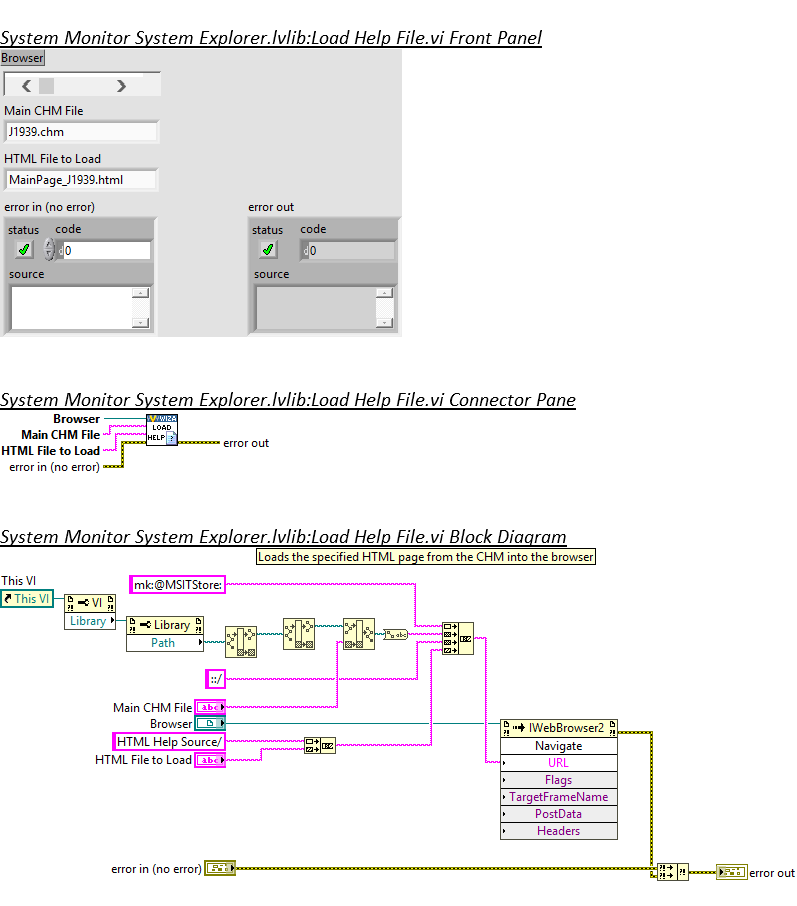 System Monitor System Explorer.lvlib:Load Help File.vi Front Panel
Browser
Main CHM File
J1939.chm
HTML File to Load
MainPage_J1939.html
error in (no error)
error out
status code
status code
d 0
d 0
source
source
System Monitor System Explorer.lvlib:Load Help File.vi Connector Pane
Browser
Main CHM File
HTML File to Load
error in (no error)
LOAD
HELP ?
error out
System Monitor System Explorer.lvlib:Load Help File.vi Block Diagram
Loads the specified HTML page from the CHM into the browser
This VI
This VI
VI
Library
Library
Path
mk:@MSITStore:
abc
::/
Main CHM File
abc
Browser
HTML Help Source/
HTML File to Load
abc
IWebBrowser2
Navigate
URL
Flags
TargetFrameName
PostData
Headers
error in (no error)
error out